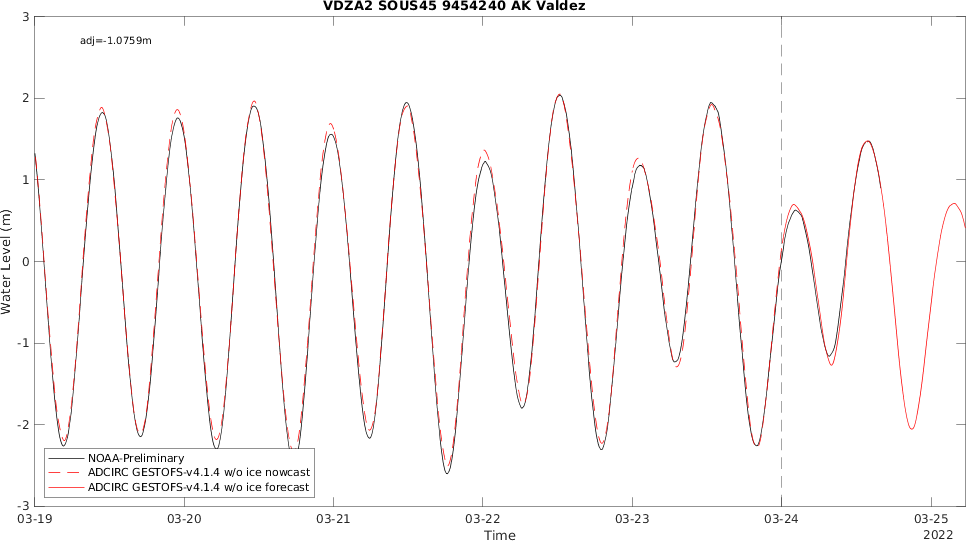 VDZA2 SOUS45 9454240 AK Valdez
adj=-1.0759m
3
2
1
0
-1
-2
-3
Water Level (m)
NOAA-Preliminary
ADCIRC GESTOFS-v4.1.4 w/o ice nowcast
ADCIRC GESTOFS-v4.1.4 w/o ice forecast
03-19
03-20
03-21
03-22
03-23
03-24
03-25
Time
2022